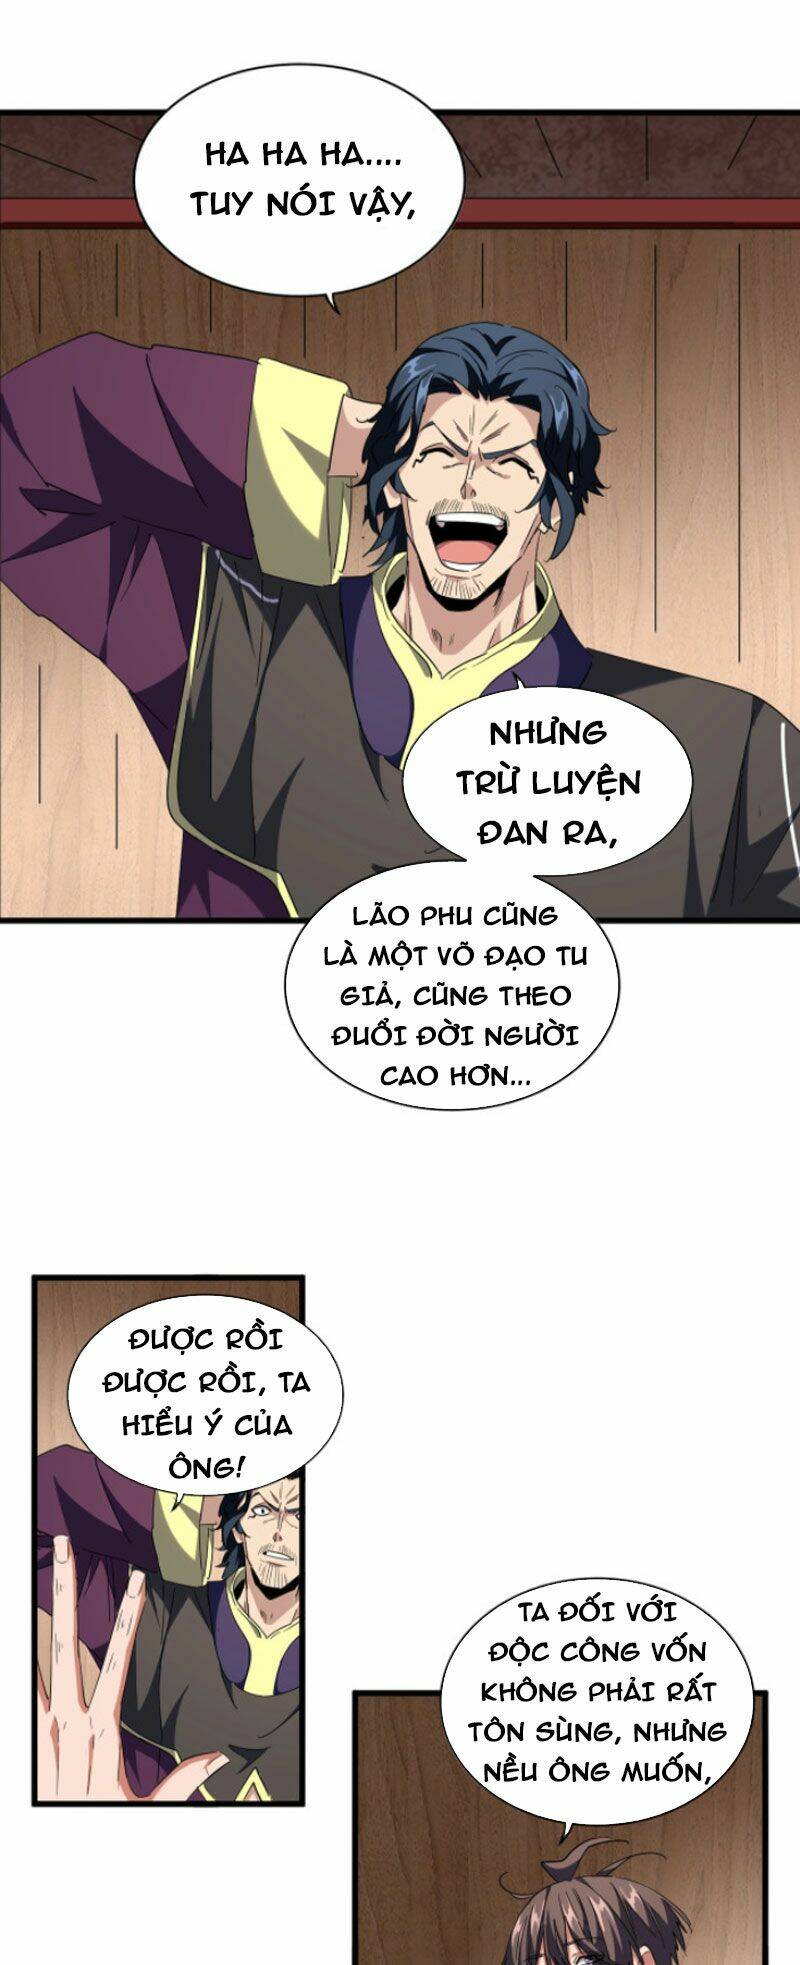 HA HA HA....
TUY NÓI VẬY,
NHƯNG
TRỪ LUYỆN
ĐAN RA,
LÃO PHU CŨNG
LÀ MỘT VÕ ĐẠO TU
GIẢ, CŨNG THEO
ĐUỔI ĐỜI NGƯỜI
CAO HƠN...
ĐƯỢC RỒI
ĐƯỢC RỒI, TA
HIỂU Ý CỦA
ÔNG!
TA ĐỐI VỚI
ĐỘC CÔNG VỐN
KHÔNG PHẢI RẤT
TÔN SÙNG, NHƯNG
NỀU ÔNG MUỐN,